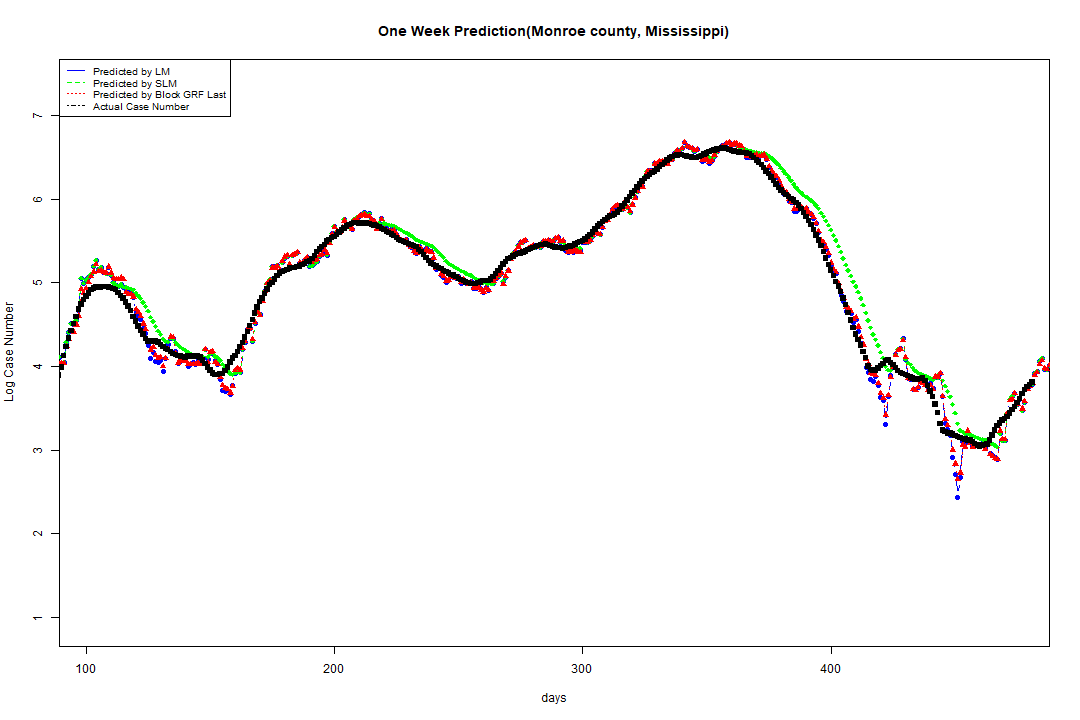 One Week Prediction(Monroe county, Mississippi)
Predicted by LM
Predicted by SLM
Predicted by Block GRF Last
Actual Case Number
7
6
5
4
3
2
1
Log Case Number
100 200 300 400
days